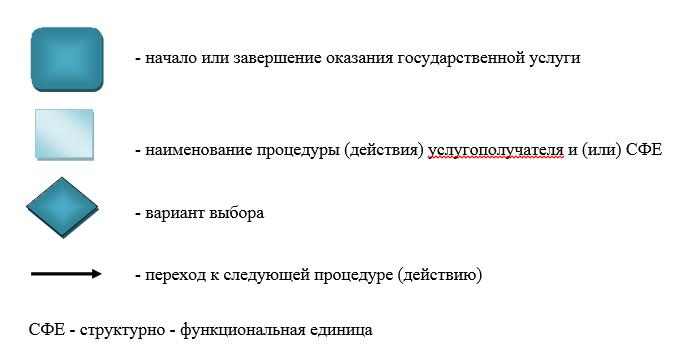 - начало или завершение оказания государственной услуги
- наименование процедуры (действия) услугополучателя и (или) СФЕ
- вариант выбора
- переход к следующей процедуре (действию)
СФЕ - структурно - функциональная единица